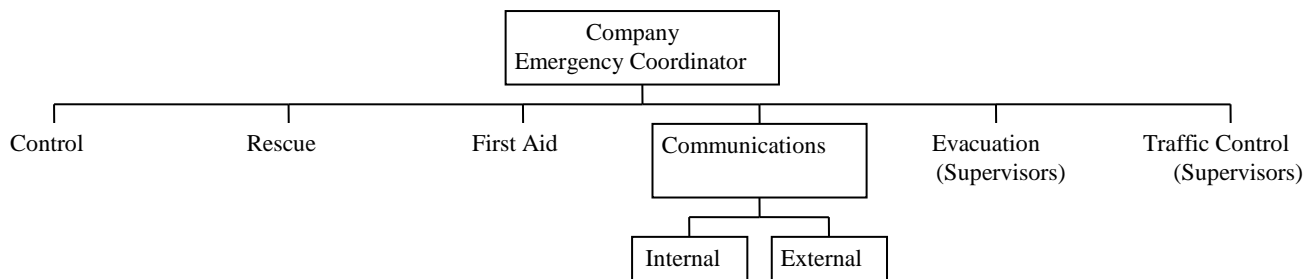 Company
Emergency Coordinator
Control
Rescue
First Aid
Communications
Evacuation
(Supervisors)
Traffic Control
(Supervisors)
Internal
External